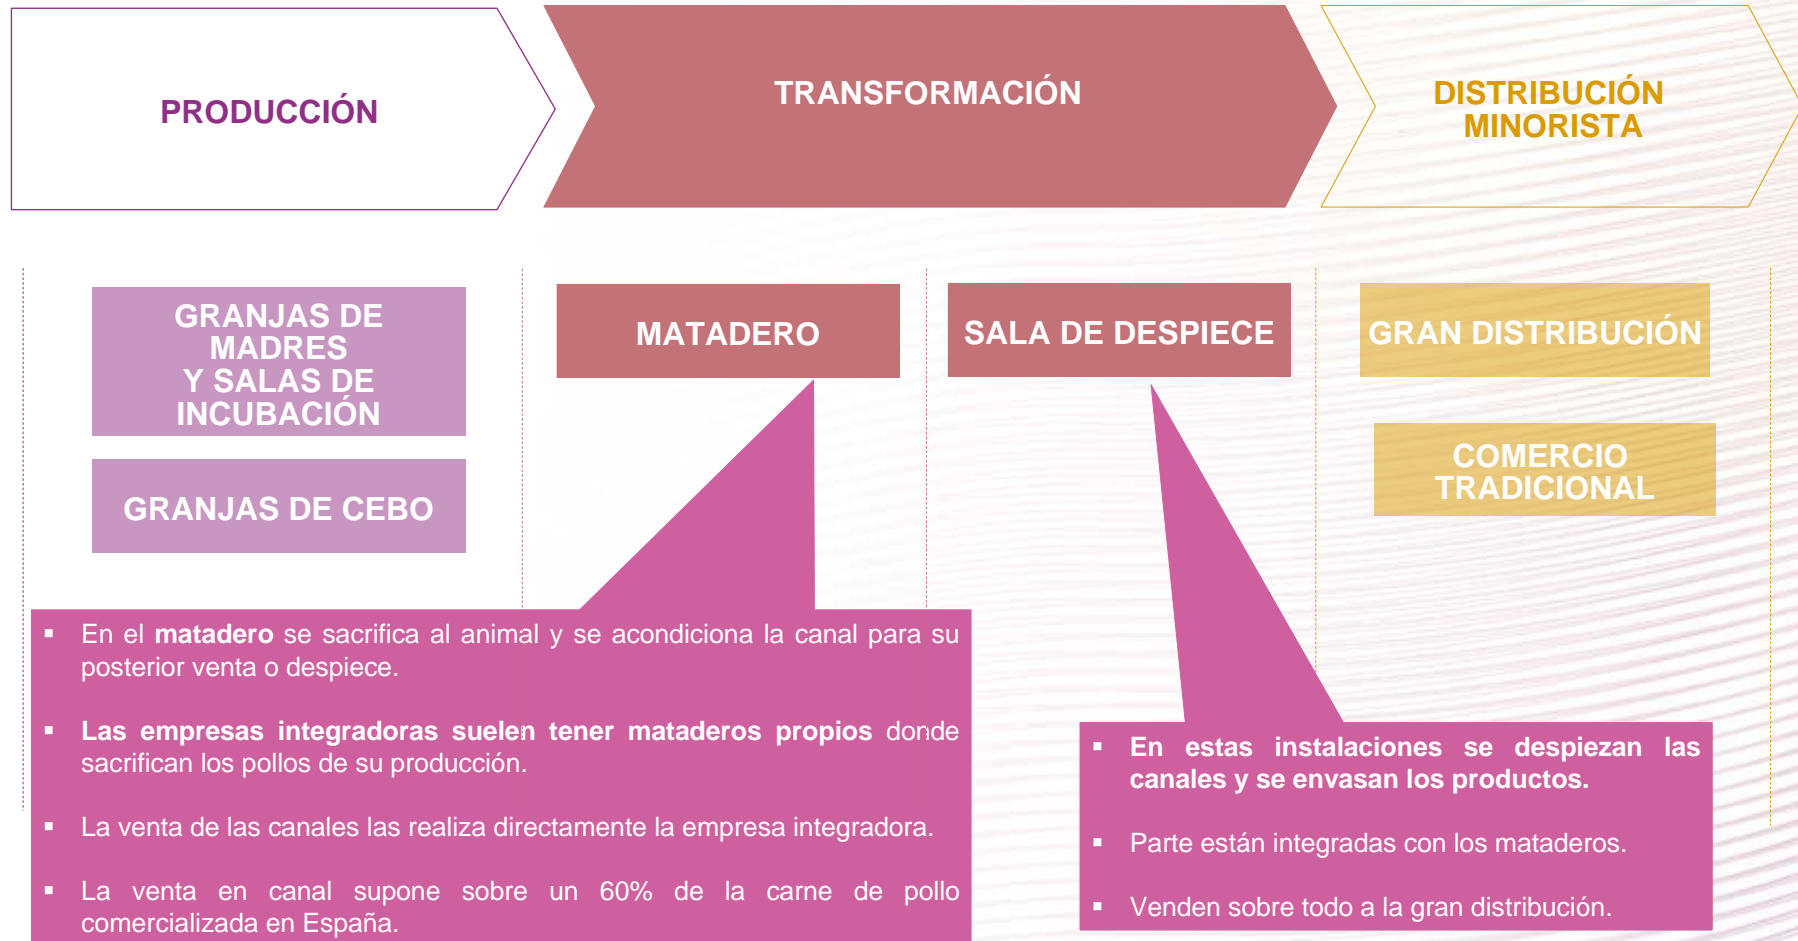 PRODUCCIÓN
TRANSFORMACIÓN
DISTRIBUCIÓN
MINORISTA
GRANJAS DE
MADRES
Y SALAS DE
INCUBACIÓN
GRANJAS DE CEBO
MATADERO
SALA DE DESPIECE
GRAN DISTRIBUCIÓN
COMERCIO
TRADICIONAL
▪ En el matadero se sacrifica al animal y se acondiciona la canal para su
posterior venta o despiece.
▪ Las empresas integradoras suelen tener mataderos propios donde
sacrifican los pollos de su producción.
▪ La venta de las canales las realiza directamente la empresa integradora.
▪ La venta en canal supone sobre un 60% de la carne de pollo
comercializada en España.
▪ En estas instalaciones se despiezan las
canales y se envasan los productos.
▪ Parte están integradas con los mataderos.
▪ Venden sobre todo a la gran distribución.